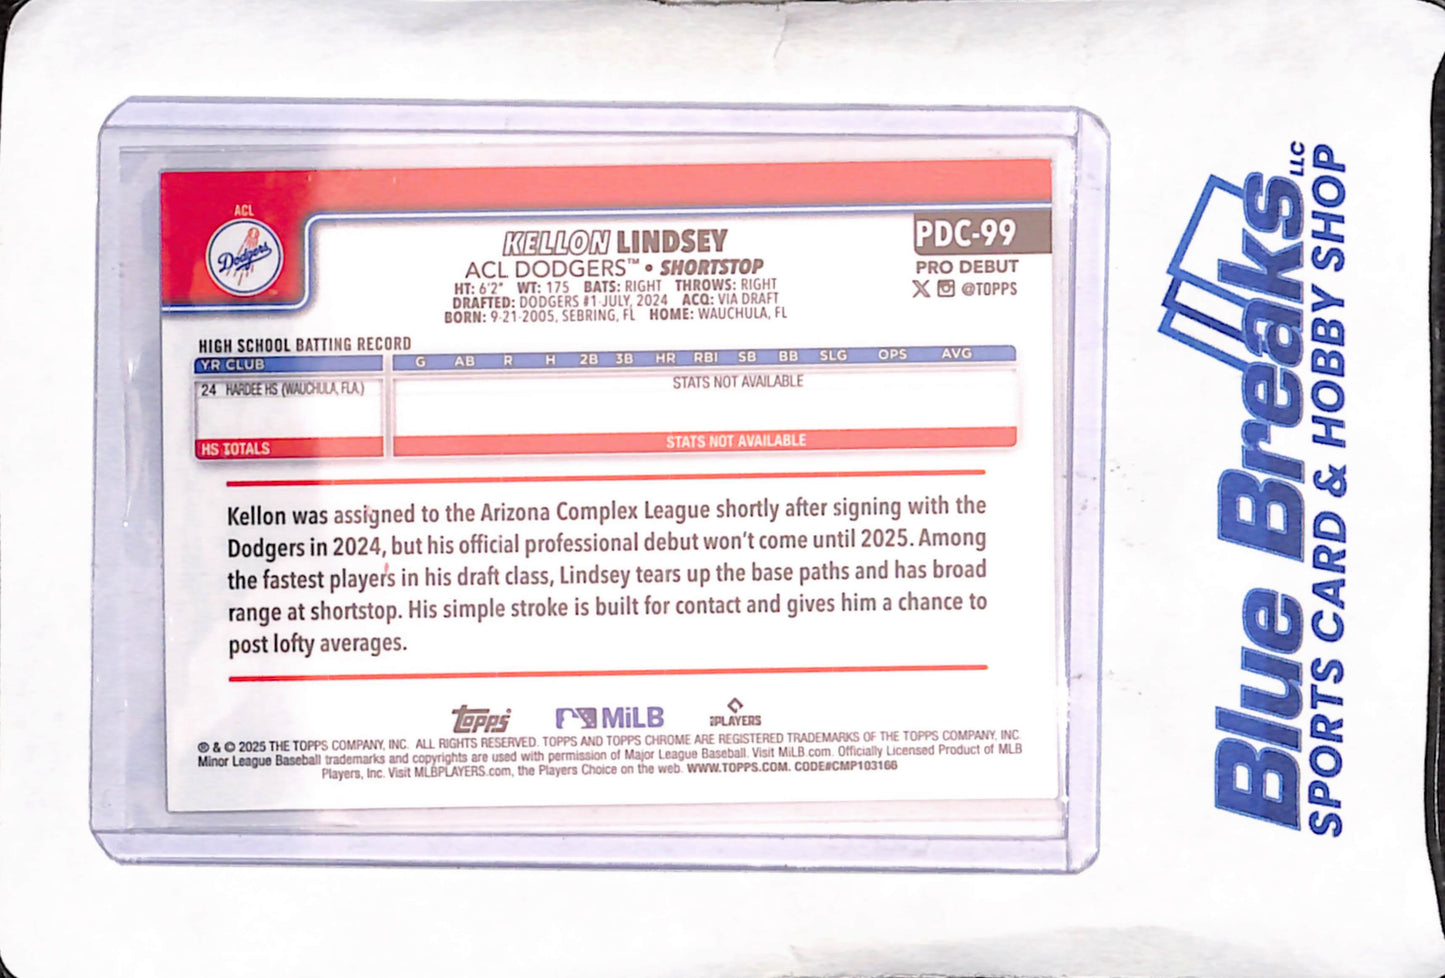 ACL
Dodgers
KELLON LINDSEY
ACL DODGERS™ • SHORTSTOP
HT: 6'2" WT: 175 BATS: RIGHT THROWS: RIGHT
DRAFTED: DODGERS #1-JULY, 2024 ACQ: VIA DRAFT
BORN: 9-21-2005, SEBRING, FL HOME: WAUCHULA, FL
PDC-99
PRO DEBUT
@TOPPS
HIGH SCHOOL BATTING RECORD
YR CLUB G AB R H 2B 3B HR RBI SB BB SLG OPS AVG
24 HARDEE HS (WAUCHULA, FLA.) STATS NOT AVAILABLE
HS TOTALS STATS NOT AVAILABLE
Kellon was assigned to the Arizona Complex League shortly after signing with the
Dodgers in 2024, but his official professional debut won't come until 2025. Among
the fastest players in his draft class, Lindsey tears up the base paths and has broad
range at shortstop. His simple stroke is built for contact and gives him a chance to
post lofty averages.
Topps MiLB PLAYERS
® & © 2025 THE TOPPS COMPANY, INC. ALL RIGHTS RESERVED. TOPPS AND TOPPS CHROME ARE REGISTERED TRADEMARKS OF THE TOPPS COMPANY, INC.
Minor League Baseball trademarks and copyrights are used with permission of Major League Baseball. Visit MiLB.com. Officially Licensed Product of MLB
Players, Inc. Visit MLBPLAYERS.com, the Players Choice on the web. WWW.TOPPS.COM. CODE#CMP103166
Blue Breaks LLC
SPORTS CARD & HOBBY SHOP